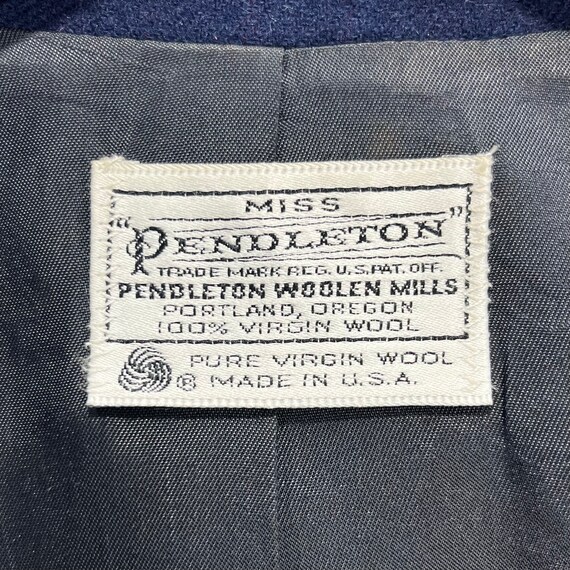 MISS
"PENDLETON"
TRADE MARK REG. U.S. PAT. OFF.
PENDLETON WOOLEN MILLS
PORTLAND, OREGON
100% VIRGIN WOOL
PURE VIRGIN WOOL
® MADE IN U.S.A.